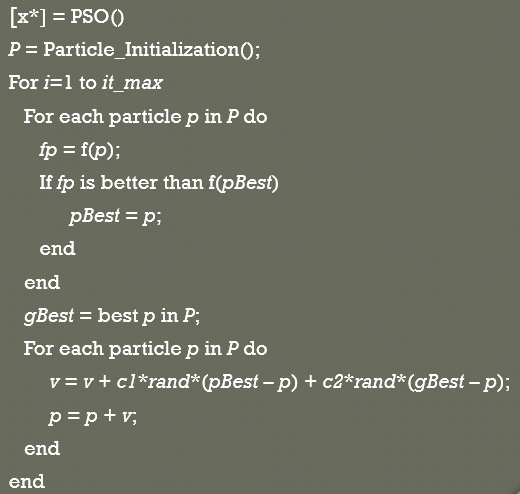 [x*] = PSO()
P = Particle_Initialization();
For i=1 to it_max
For each particle p in P do
fp = f(p);
If fp is better than f(pBest)
pBest = p;
end
end
gBest = best p in P;
For each particle p in P do
v = v + c1*rand*(pBest – p) + c2*rand*(gBest – p);
p = p + v;
end
end